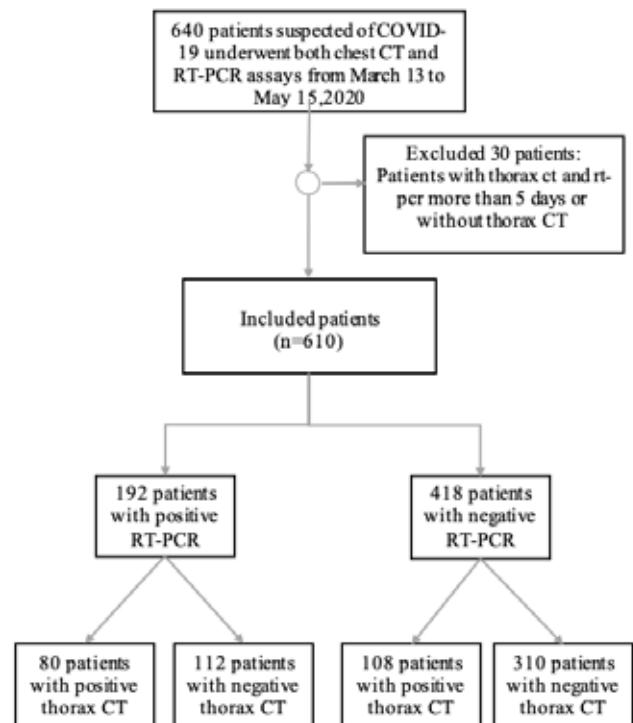 640 patients suspected of COVID-
19 underwent both chest CT and
RT-PCR assays from March 13 to
May 15,2020
Excluded 30 patients:
Patients with thorax ct and rt-
pcr more than 5 days or
without thorax CT
Included patients
(n=610)
192 patients
with positive
RT-PCR
418 patients
with negative
RT-PCR
80 patients
with positive
thorax CT
112 patients
with negative
thorax CT
108 patients
with positive
thorax CT
310 patients
with negative
thorax CT